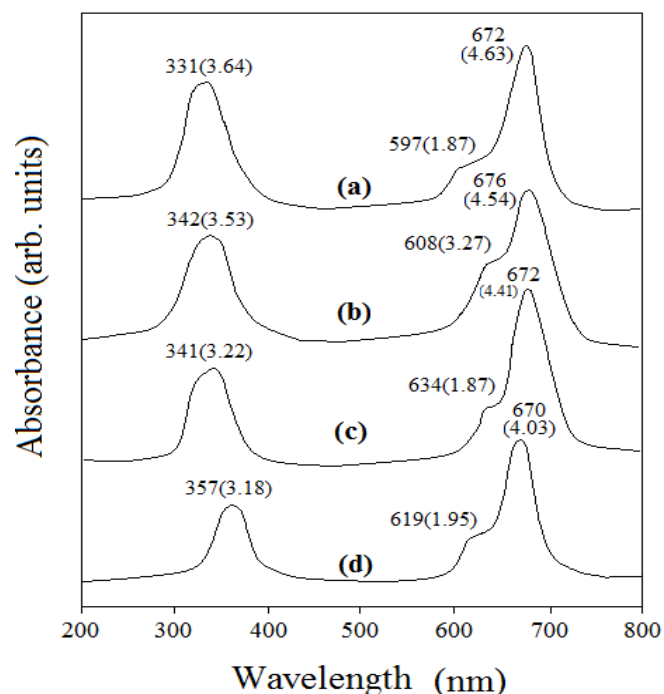 672
(4.63)
331(3.64)
597(1.87)
(a)
676
(4.54)
342(3.53)
608(3.27)
672
(4.41)
(b)
341(3.22)
634(1.87)
670
(4.03)
(c)
357(3.18)
619(1.95)
(d)
Absorbance (arb. units)
200 300 400 500 600 700 800
Wavelength (nm)